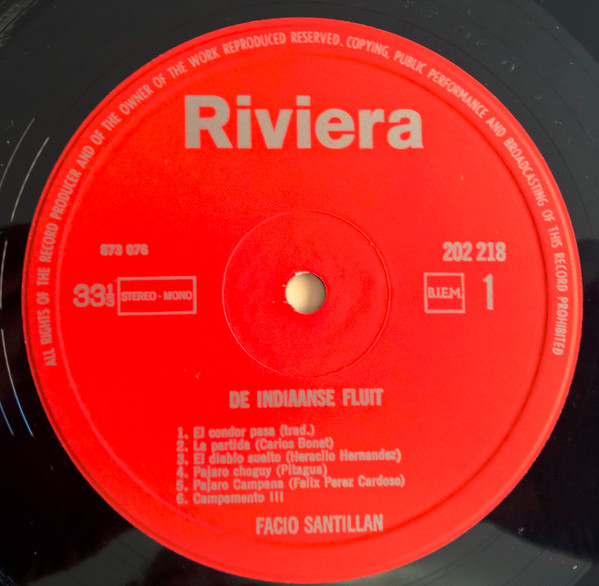 ALL RIGHTS OF THE RECORD PRODUCER AND OF THE OWNER OF THE WORK REPRODUCED RESERVED. COPYING, PUBLIC PERFORMANCE AND BROADCASTING OF THIS RECORD PROHIBITED
Riviera
873 076
202 218
33⅓ STEREO - MONO
B.I.E.M. 1
DE INDIAANSE FLUIT
1. El condor pasa (trad.)
2. La partida (Carlos Bonet)
3. El diablo suelto (Heraclio Hernandez)
4. Pajaro choguy (Pitagua)
5. Pajaro Campana (Felix Perez Cardoso)
6. Campamento III
FACIO SANTILLAN